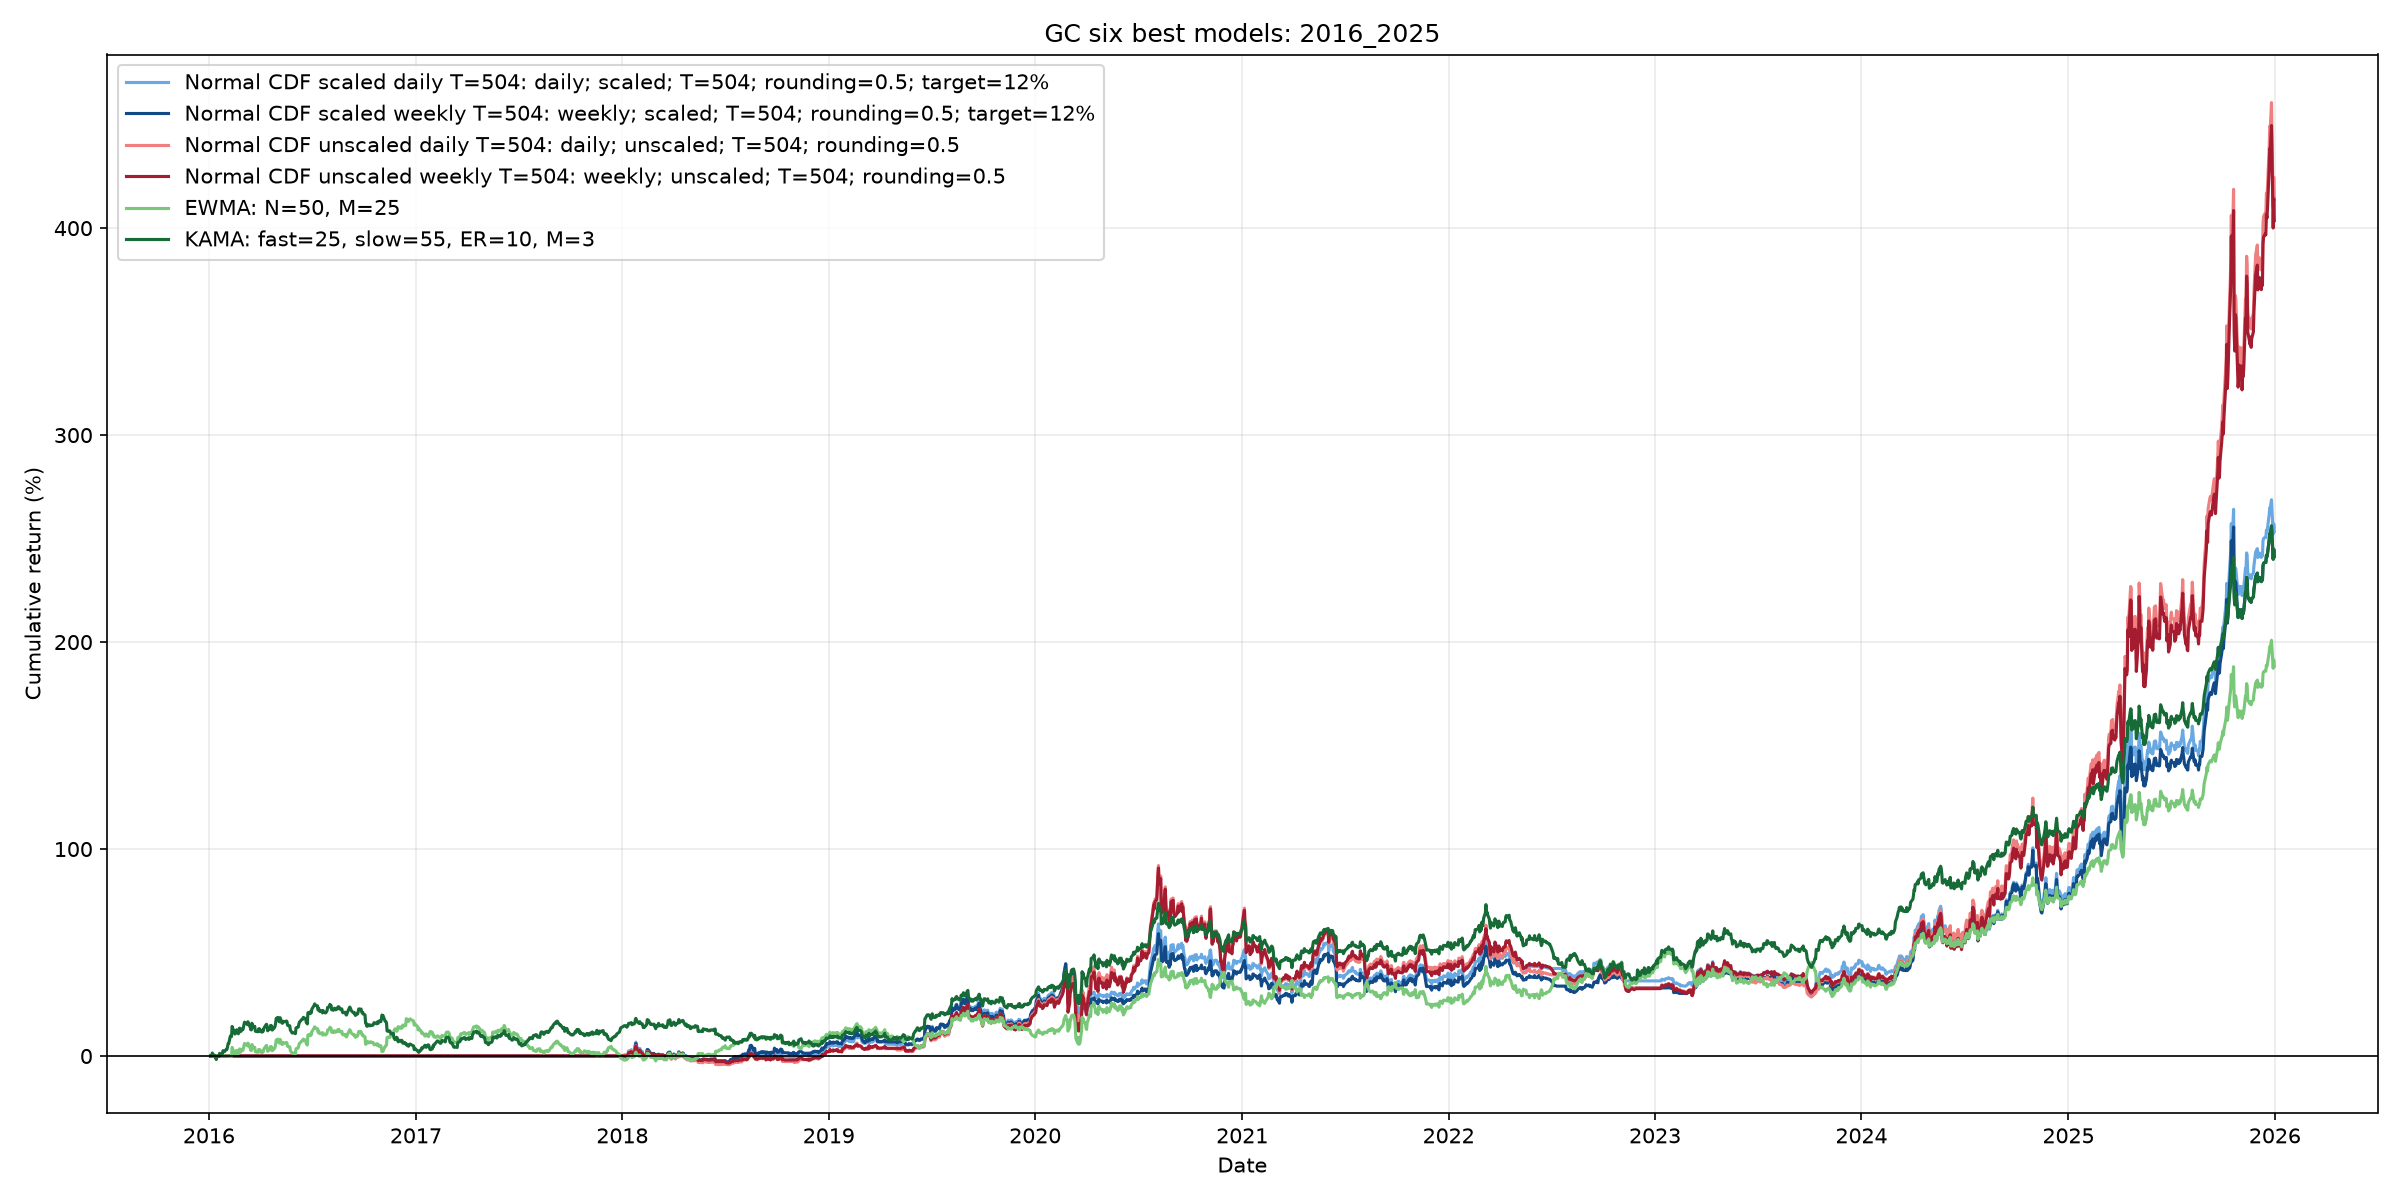 GC six best models: 2016_2025
Normal CDF scaled daily T=504: daily; scaled; T=504; rounding=0.5; target=12%
Normal CDF scaled weekly T=504: weekly; scaled; T=504; rounding=0.5; target=12%
Normal CDF unscaled daily T=504: daily; unscaled; T=504; rounding=0.5
Normal CDF unscaled weekly T=504: weekly; unscaled; T=504; rounding=0.5
EWMA: N=50, M=25
KAMA: fast=25, slow=55, ER=10, M=3
Cumulative return (%)
400
300
200
100
0
2016 2017 2018 2019 2020 2021 2022 2023 2024 2025 2026
Date